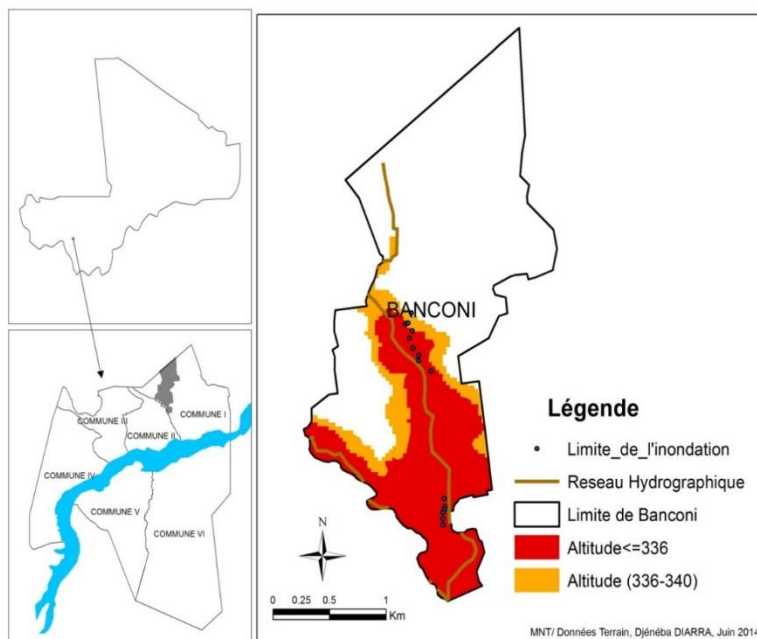 COMMUNE I
COMMUNE III
COMMUNE II
COMMUNE IV
COMMUNE V
COMMUNE VI
BANCONI
Légende
Limite_de_l'inondation
Reseau Hydrographique
Limite de Banconi
Altitude<=336
Altitude (336-340)
N
0 0.25 0.5 1
Km
MNT/ Données Terrain, Djénéba DIARRA, Juin 2014